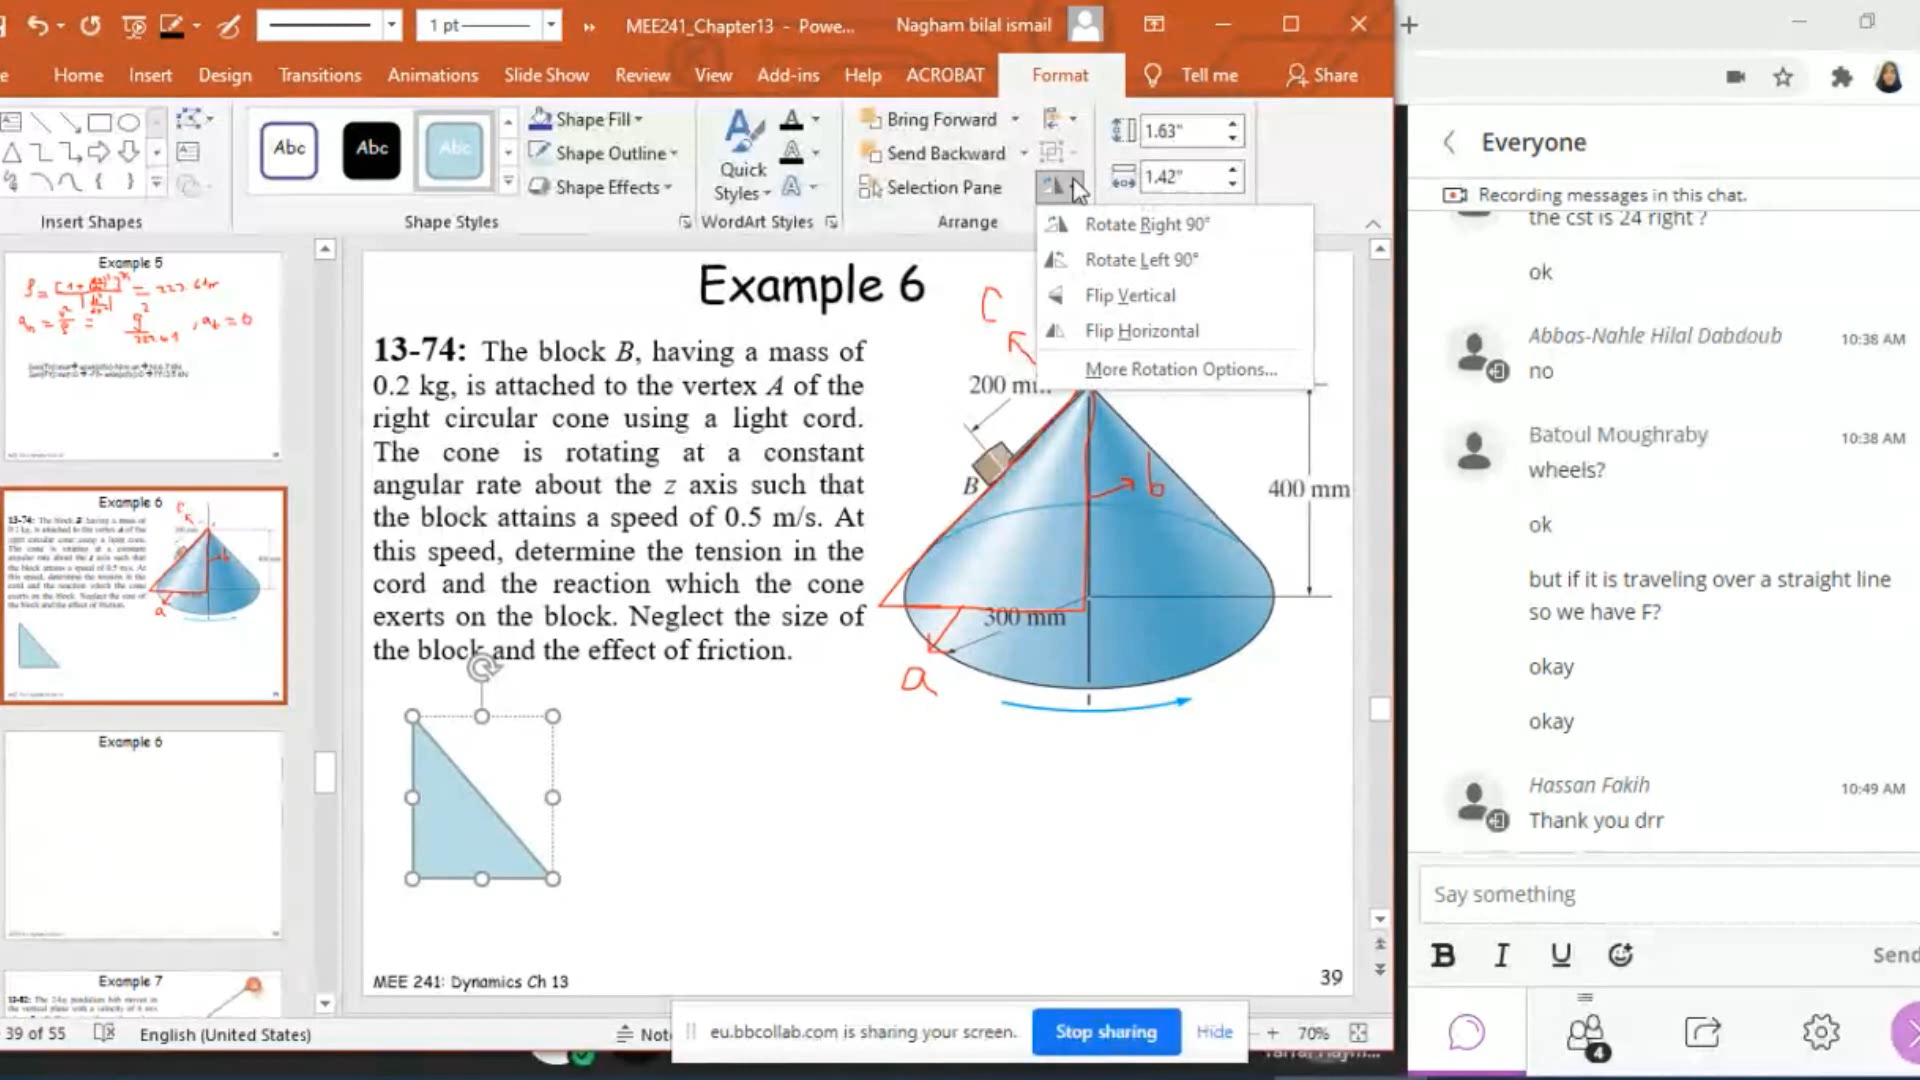 1 pt
MEE241_Chapter13 - Powe...
Nagham bilal ismail
Home Insert Design Transitions Animations Slide Show Review View Add-ins Help ACROBAT Format Tell me Share
Abc Abc Abc
Shape Fill
Shape Outline
Shape Effects
Quick
Styles
Bring Forward
Send Backward
Selection Pane
1.63"
1.42"
Insert Shapes
Shape Styles
WordArt Styles
Arrange
Rotate Right 90°
Rotate Left 90°
Flip Vertical
Flip Horizontal
More Rotation Options...
Example 5
Example 6
Example 6
Example 7
Example 6
13-74: The block B, having a mass of
0.2 kg, is attached to the vertex A of the
right circular cone using a light cord.
The cone is rotating at a constant
angular rate about the z axis such that
the block attains a speed of 0.5 m/s. At
this speed, determine the tension in the
cord and the reaction which the cone
exerts on the block. Neglect the size of
the block and the effect of friction.
C
200 mm
B
b
400 mm
300 mm
a
MEE 241: Dynamics Ch 13
39
39 of 55
English (United States)
eu.bbcollab.com is sharing your screen.
Stop sharing
Hide
70%
Everyone
Recording messages in this chat.
the cst is 24 right ?
ok
Abbas-Nahle Hilal Dabdoub 10:38 AM
no
Batoul Moughraby 10:38 AM
wheels?
ok
but if it is traveling over a straight line
so we have F?
okay
okay
Hassan Fakih 10:49 AM
Thank you drr
Say something
B I U
Send
4